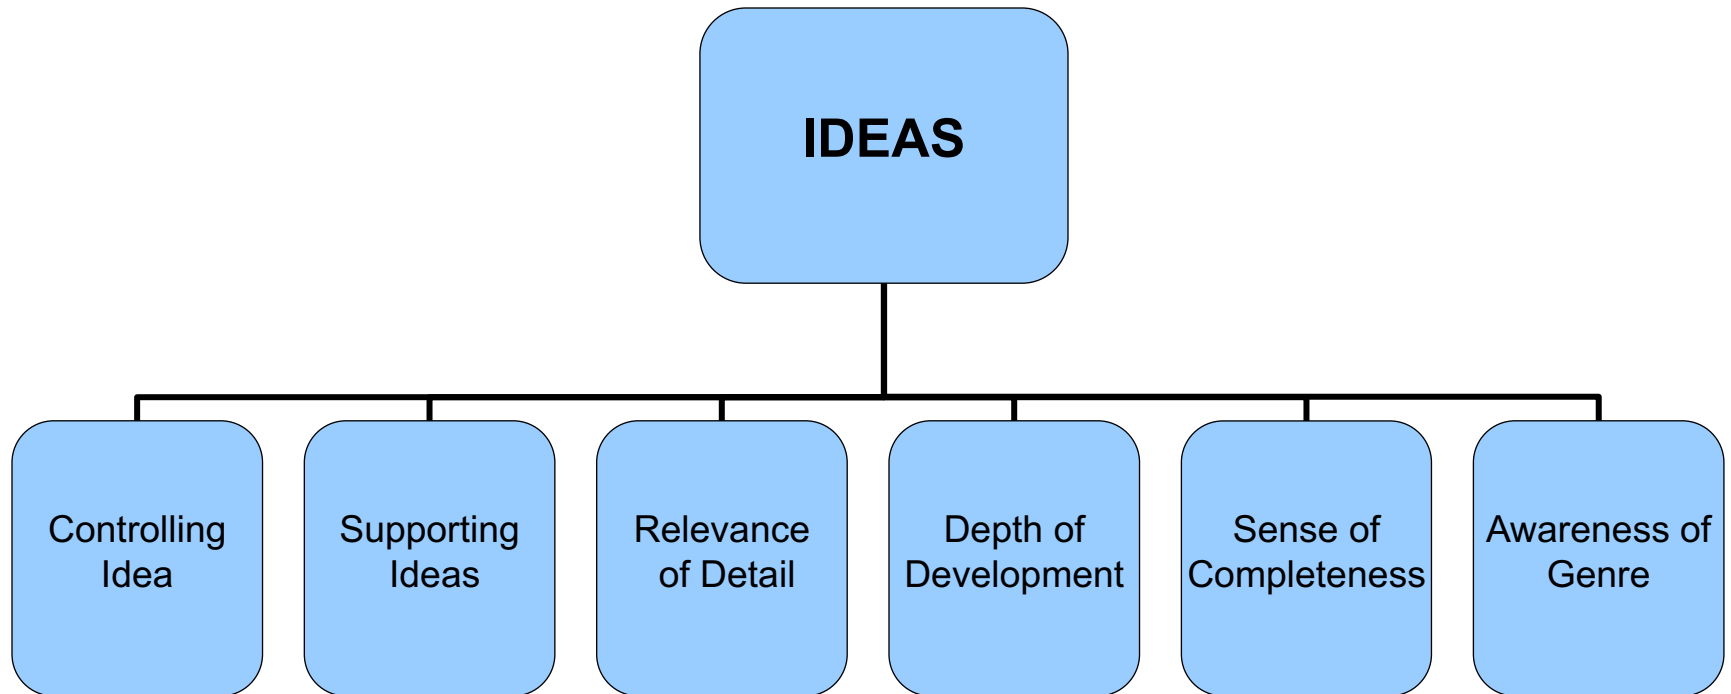 IDEAS
Controlling
Idea
Supporting
Ideas
Relevance
of Detail
Depth of
Development
Sense of
Completeness
Awareness of
Genre